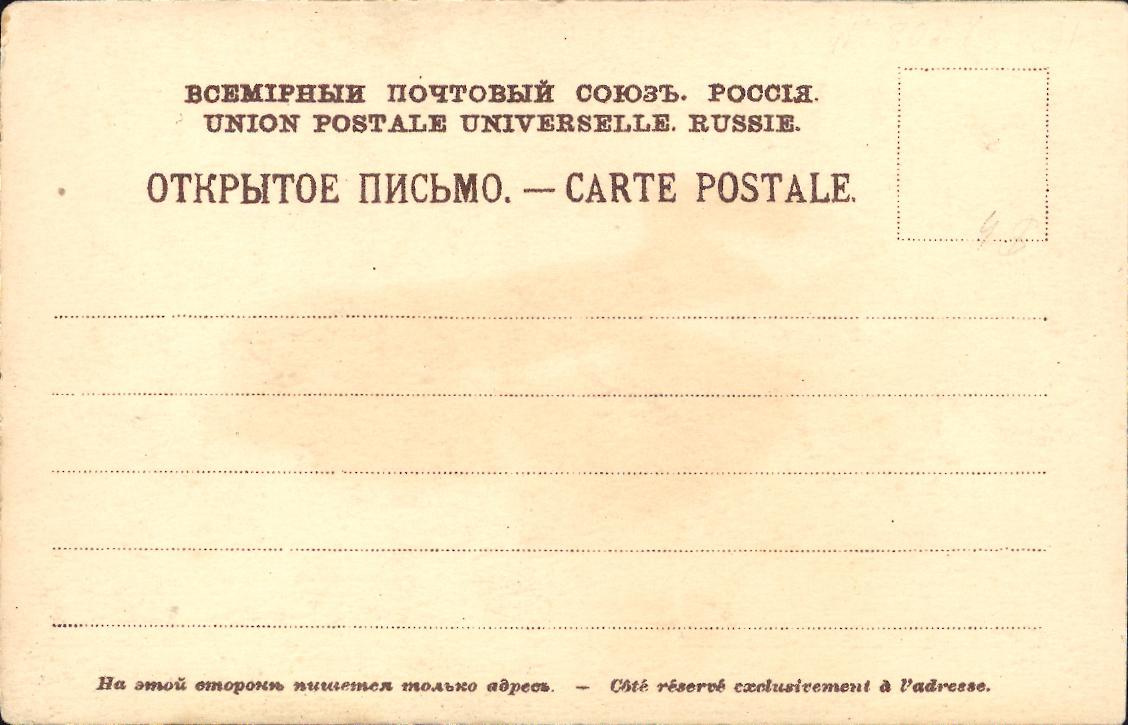 ВСЕМІРНЫЙ ПОЧТОВЫЙ СОЮЗЪ. РОССІЯ.
UNION POSTALE UNIVERSELLE. RUSSIE.
ОТКРЫТОЕ ПИСЬМО. — CARTE POSTALE.
На этой сторонѣ пишется только адресъ. — Côté réservé exclusivement à l'adresse.